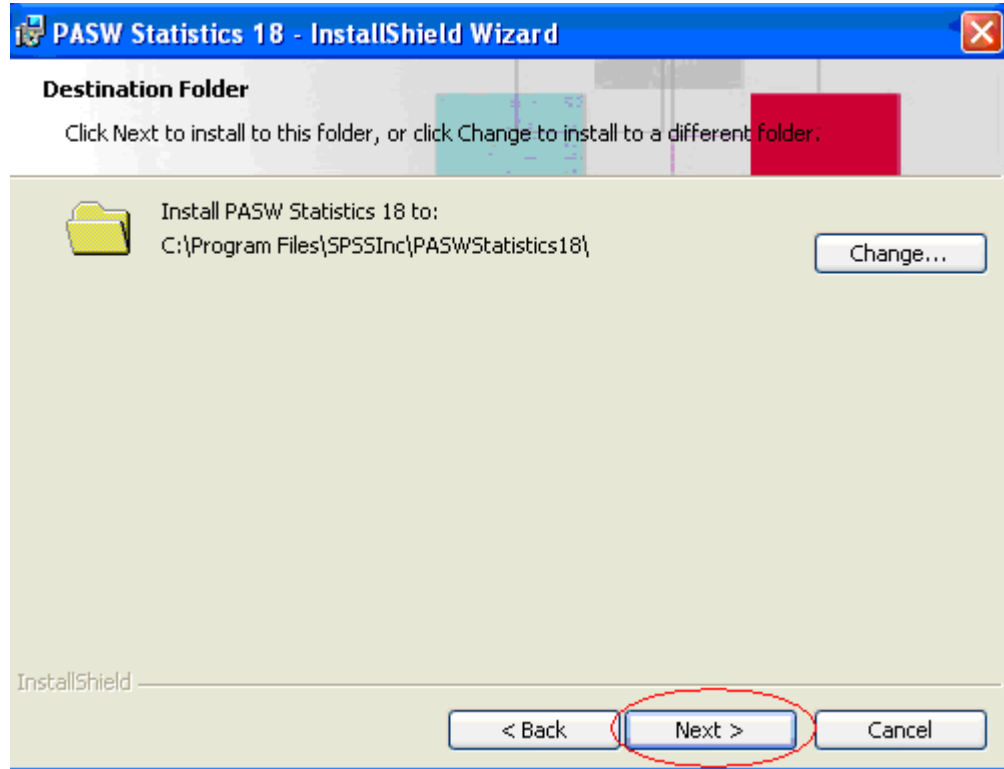 PASW Statistics 18 - InstallShield Wizard
Destination Folder
Click Next to install to this folder, or click Change to install to a different folder.
Install PASW Statistics 18 to:
C:\Program Files\SPSSInc\PASWStatistics18\
Change...
InstallShield
< Back
Next >
Cancel